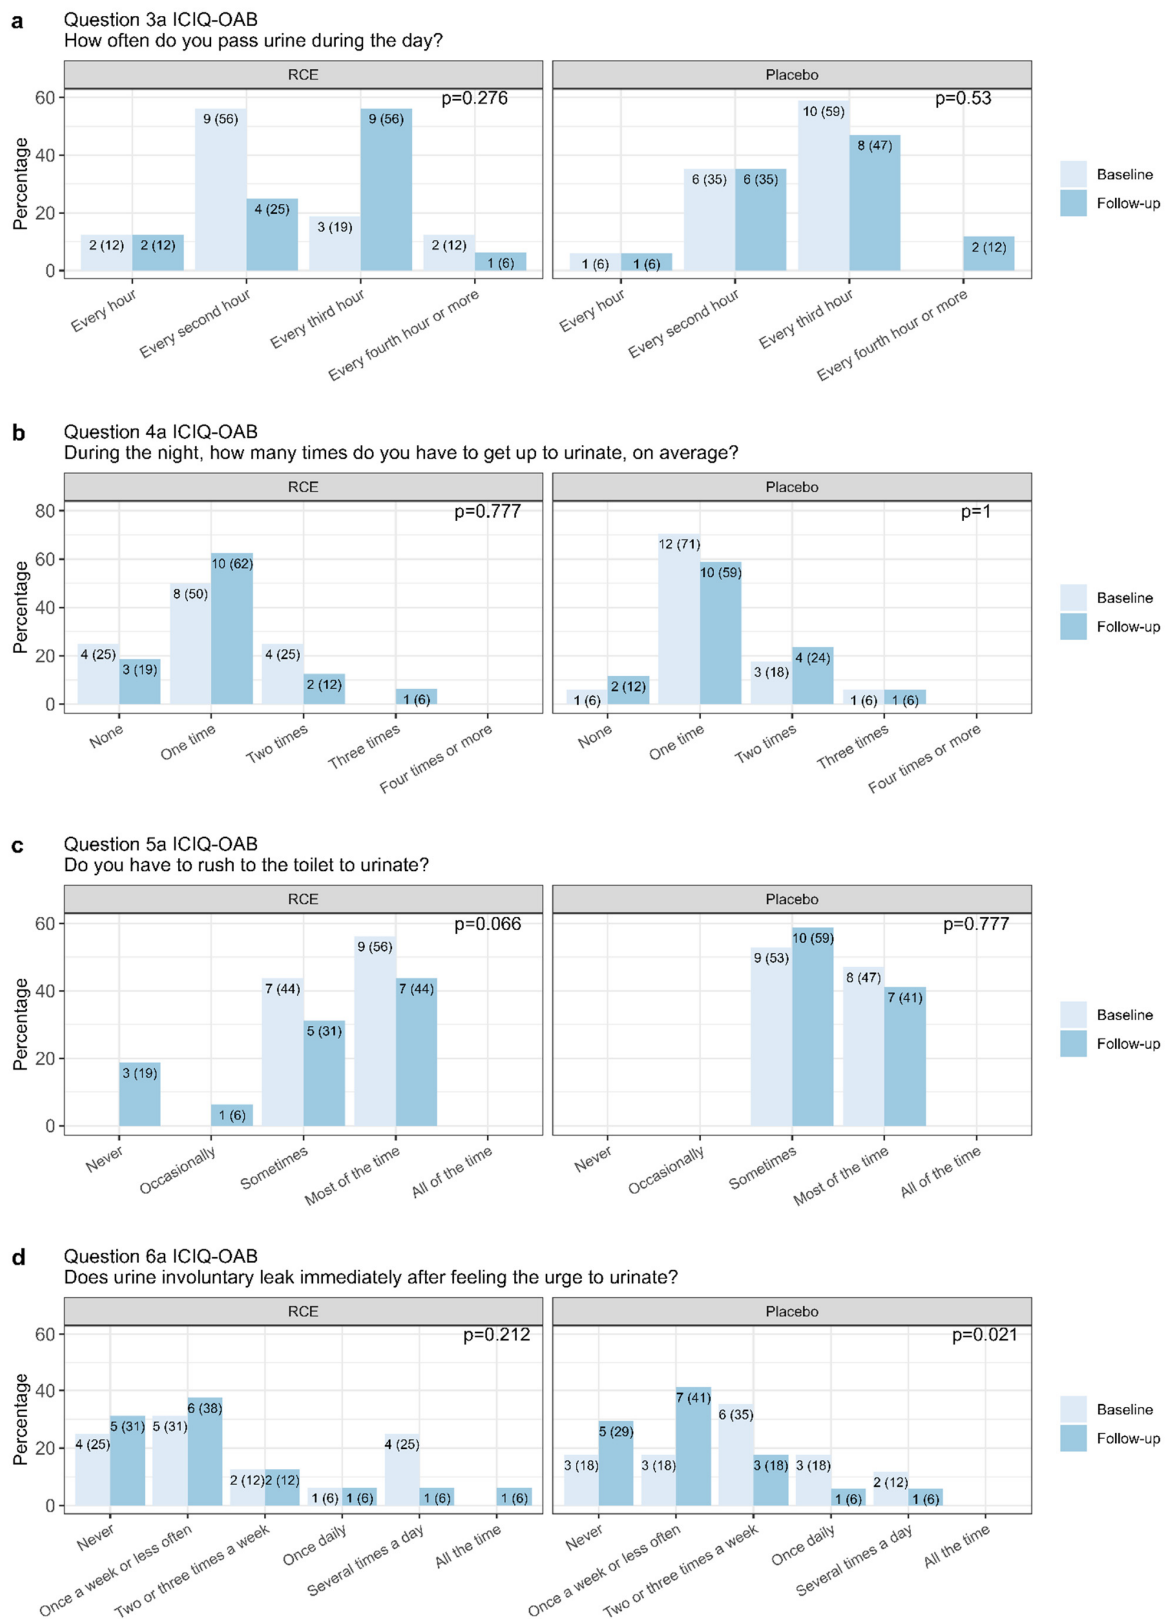 a
Question 3a ICIQ-OAB
How often do you pass urine during the day?
RCE
Placebo
p=0.276
p=0.53
Percentage
60
40
20
0
2 (12)
2 (12)
9 (56)
4 (25)
3 (19)
9 (56)
2 (12)
1 (6)
1 (6)
1 (6)
6 (35)
6 (35)
10 (59)
8 (47)
2 (12)
Every hour
Every second hour
Every third hour
Every fourth hour or more
Every hour
Every second hour
Every third hour
Every fourth hour or more
Baseline
Follow-up
b
Question 4a ICIQ-OAB
During the night, how many times do you have to get up to urinate, on average?
RCE
Placebo
p=0.777
p=1
Percentage
80
60
40
20
0
4 (25)
3 (19)
8 (50)
10 (62)
4 (25)
2 (12)
1 (6)
1 (6)
2 (12)
12 (71)
10 (59)
3 (18)
4 (24)
1 (6)
1 (6)
None
One time
Two times
Three times
Four times or more
None
One time
Two times
Three times
Four times or more
Baseline
Follow-up
c
Question 5a ICIQ-OAB
Do you have to rush to the toilet to urinate?
RCE
Placebo
p=0.066
p=0.777
Percentage
60
40
20
0
3 (19)
1 (6)
7 (44)
5 (31)
9 (56)
7 (44)
9 (53)
10 (59)
8 (47)
7 (41)
Never
Occasionally
Sometimes
Most of the time
All of the time
Never
Occasionally
Sometimes
Most of the time
All of the time
Baseline
Follow-up
d
Question 6a ICIQ-OAB
Does urine involuntary leak immediately after feeling the urge to urinate?
RCE
Placebo
p=0.212
p=0.021
Percentage
60
40
20
0
4 (25)
5 (31)
5 (31)
6 (38)
2 (12)
2 (12)
1 (6)
1 (6)
4 (25)
1 (6)
1 (6)
3 (18)
5 (29)
3 (18)
7 (41)
6 (35)
3 (18)
3 (18)
1 (6)
2 (12)
1 (6)
Never
Once a week or less often
Two or three times a week
Once daily
Several times a day
All the time
Never
Once a week or less often
Two or three times a week
Once daily
Several times a day
All the time
Baseline
Follow-up